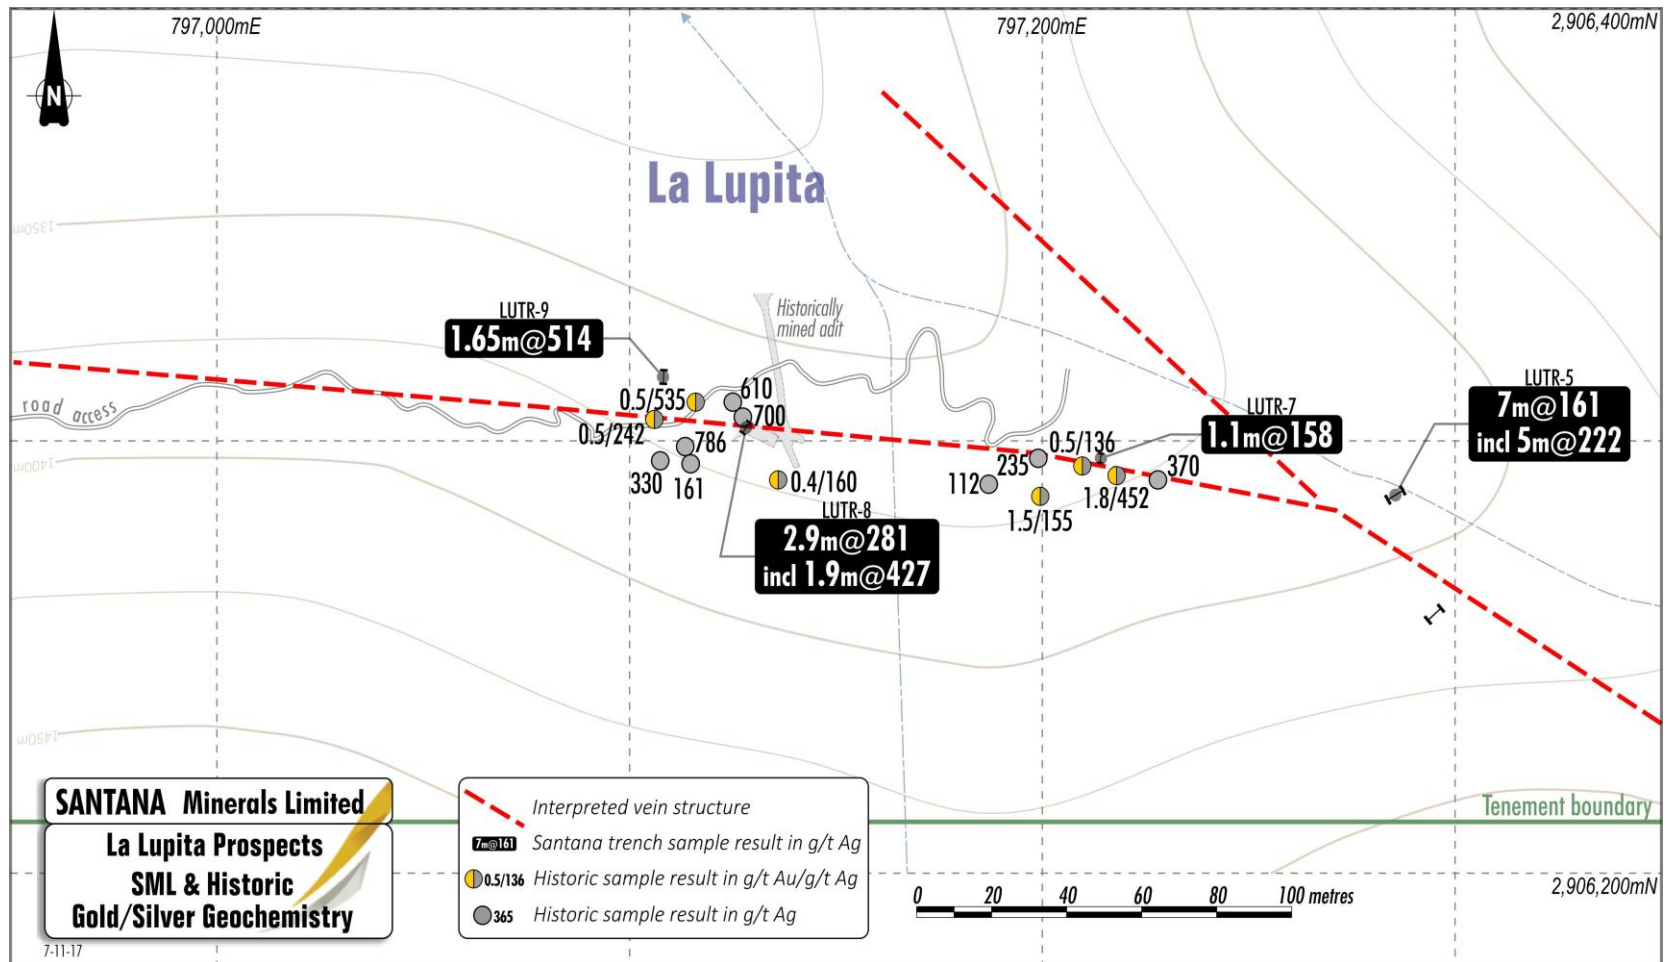 797,000mE
797,200mE
2,906,400mN
N
La Lupita
1350m
Historically
mined adit
LUTR-9
1.65m@514
road access
0.5/535
610
0.5/242
700
786
330
161
0.4/160
LUTR-8
2.9m@281
incl 1.9m@427
LUTR-7
1.1m@158
0.5/136
235
112
370
1.8/452
1.5/155
LUTR-5
7m@161
incl 5m@222
1400m
1450m
Tenement boundary
2,906,200mN
SANTANA Minerals Limited
La Lupita Prospects
SML & Historic
Gold/Silver Geochemistry
7-11-17
Interpreted vein structure
7m@161 Santana trench sample result in g/t Ag
0.5/136 Historic sample result in g/t Au/g/t Ag
365 Historic sample result in g/t Ag
0 20 40 60 80 100 metres